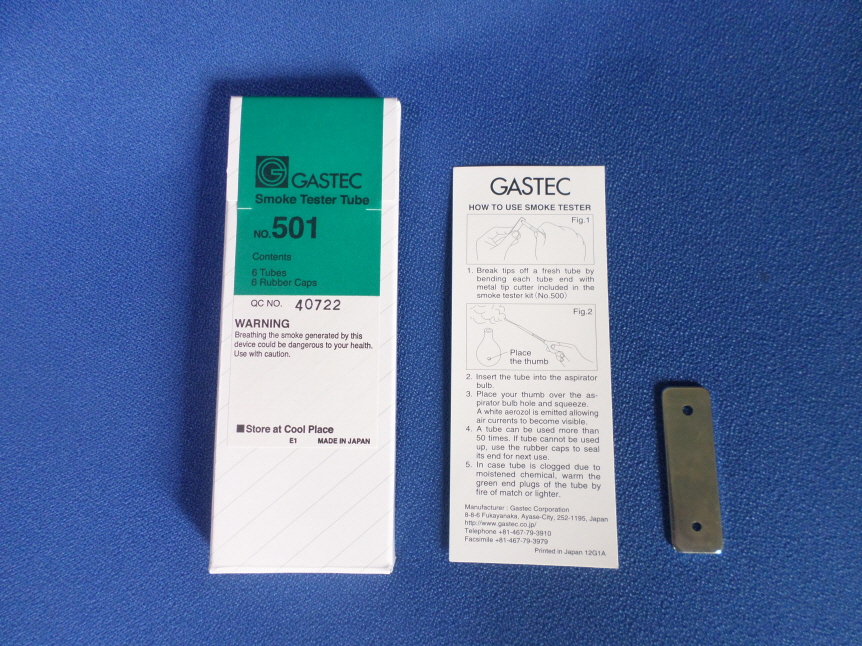 GASTEC
Smoke Tester Tube
NO. 501
Contents
6 Tubes
6 Rubber Caps
QC NO. 40722
WARNING
Breathing the smoke generated by this
device could be dangerous to your health.
Use with caution.
■Store at Cool Place
E1 MADE IN JAPAN
GASTEC
HOW TO USE SMOKE TESTER
Fig.1
1. Break tips off a fresh tube by
bending each tube end with
metal tip cutter included in the
smoke tester kit (No.500)
Fig.2
Place
the thumb
2. Insert the tube into the aspirator
bulb.
3. Place your thumb over the as-
pirator bulb hole and squeeze.
A white aerozol is emitted allowing
air currents to become visible.
4. A tube can be used more than
50 times. If tube cannot be used
up, use the rubber caps to seal
its end for next use.
5. In case tube is clogged due to
moistened chemical, warm the
green end plugs of the tube by
fire of match or lighter.
Manufacturer : Gastec Corporation
8-8-6 Fukayanaka, Ayase-City, 252-1195, Japan
http://www.gastec.co.jp/
Telephone +81-467-79-3910
Facsimile +81-467-79-3979
Printed in Japan 12G1A